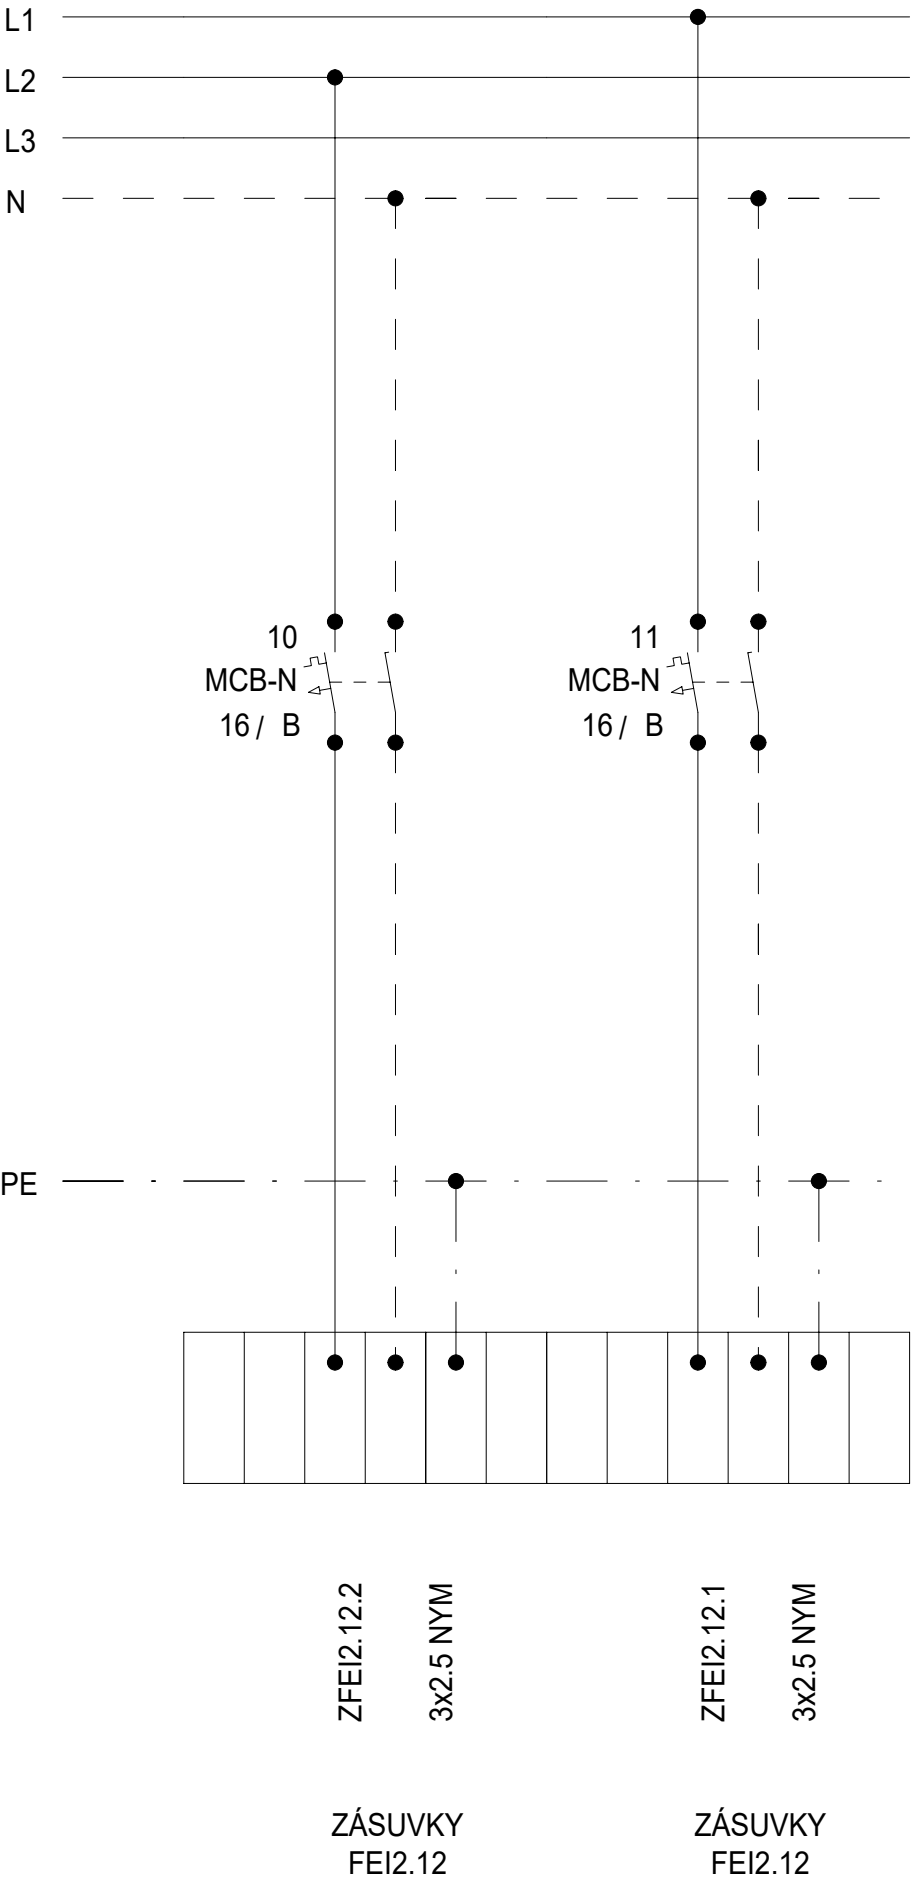 L1
L2
L3
N
10
MCB-N
16 / B
11
MCB-N
16 / B
PE
ZFEI2.12.2
3x2.5 NYM
ZFEI2.12.1
3x2.5 NYM
ZÁSUVKY
FEI2.12
ZÁSUVKY
FEI2.12